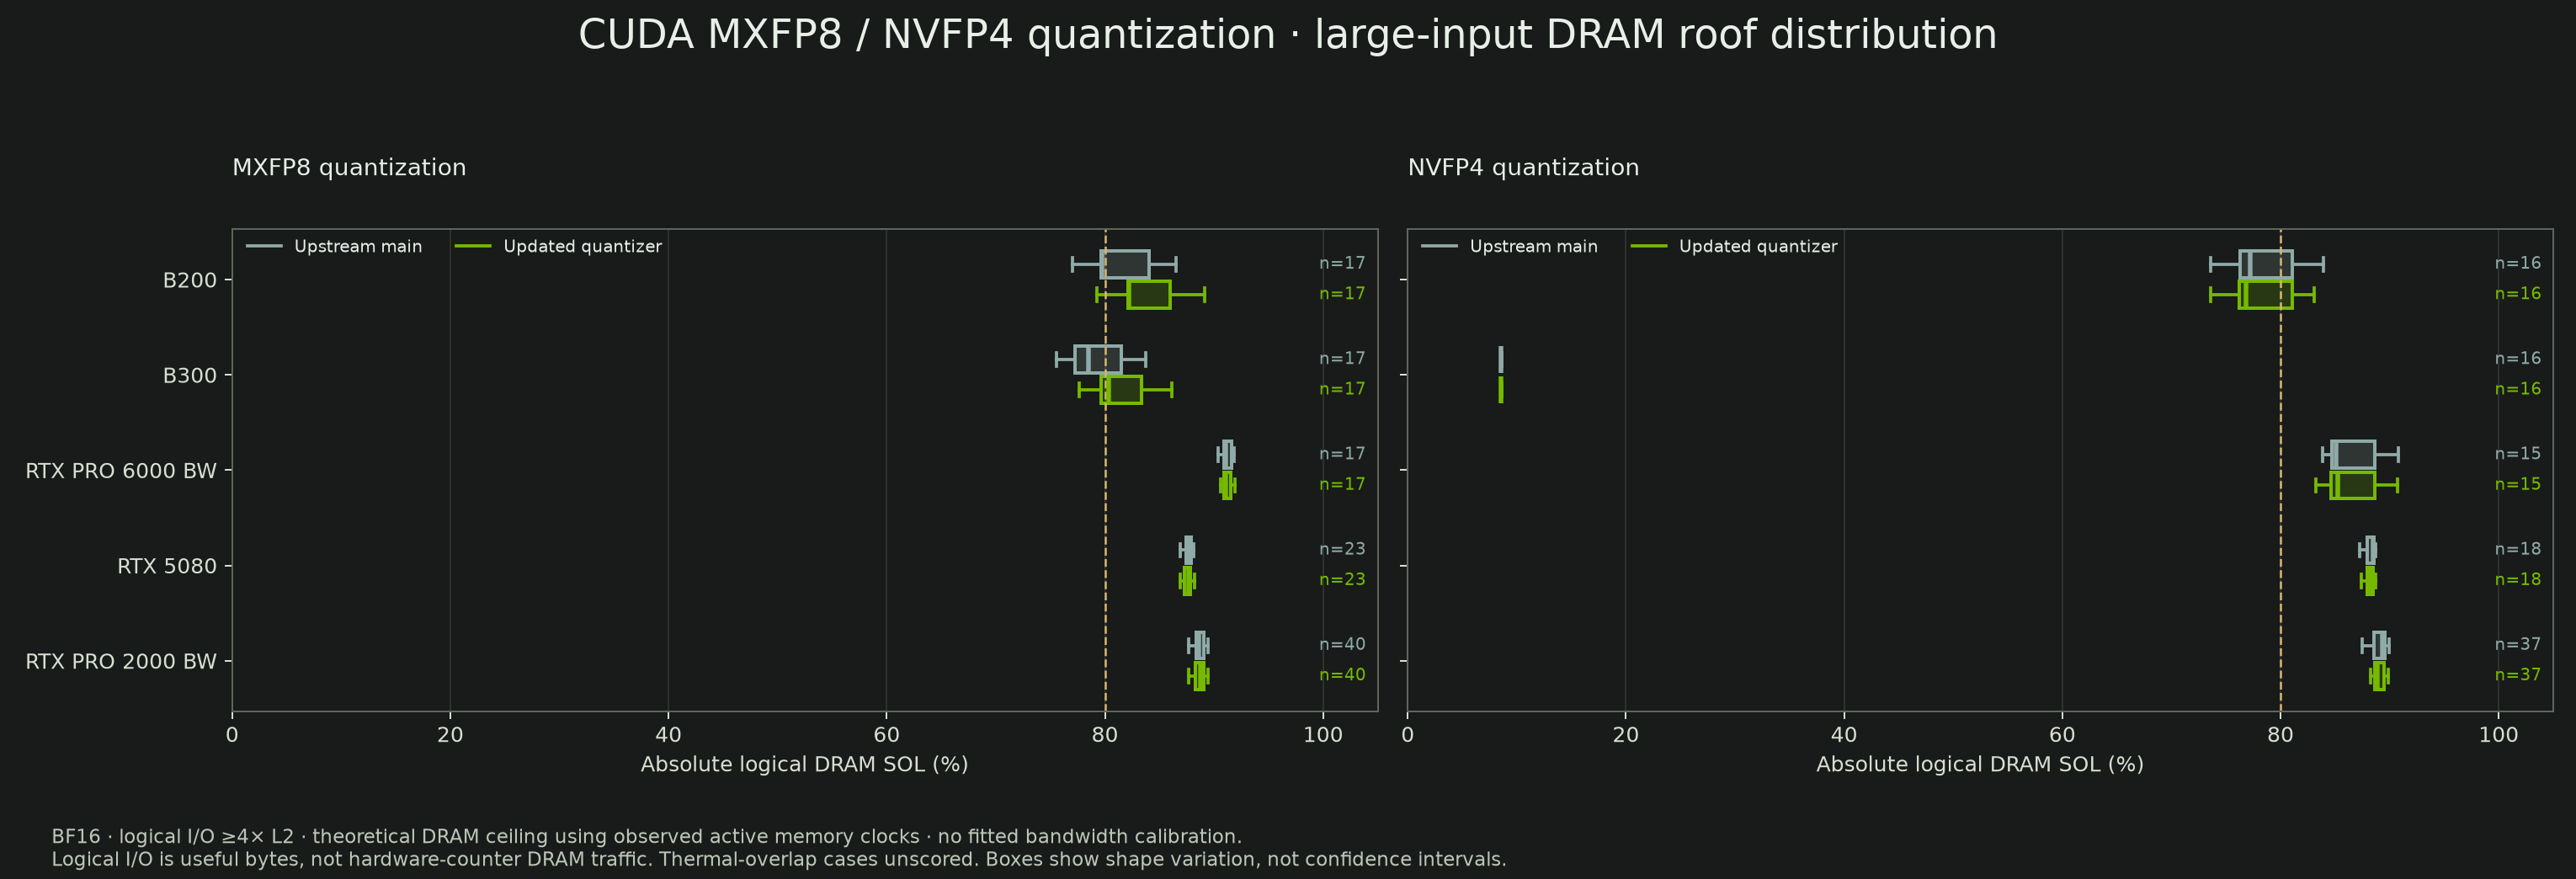 CUDA MXFP8 / NVFP4 quantization · large-input DRAM roof distribution
MXFP8 quantization
Upstream main
Updated quantizer
B200
n=17
n=17
B300
n=17
n=17
RTX PRO 6000 BW
n=17
n=17
RTX 5080
n=23
n=23
RTX PRO 2000 BW
n=40
n=40
0 20 40 60 80 100
Absolute logical DRAM SOL (%)
NVFP4 quantization
Upstream main
Updated quantizer
n=16
n=16
n=16
n=16
n=15
n=15
n=18
n=18
n=37
n=37
0 20 40 60 80 100
Absolute logical DRAM SOL (%)
BF16 · logical I/O ≥4× L2 · theoretical DRAM ceiling using observed active memory clocks · no fitted bandwidth calibration.
Logical I/O is useful bytes, not hardware-counter DRAM traffic. Thermal-overlap cases unscored. Boxes show shape variation, not confidence intervals.